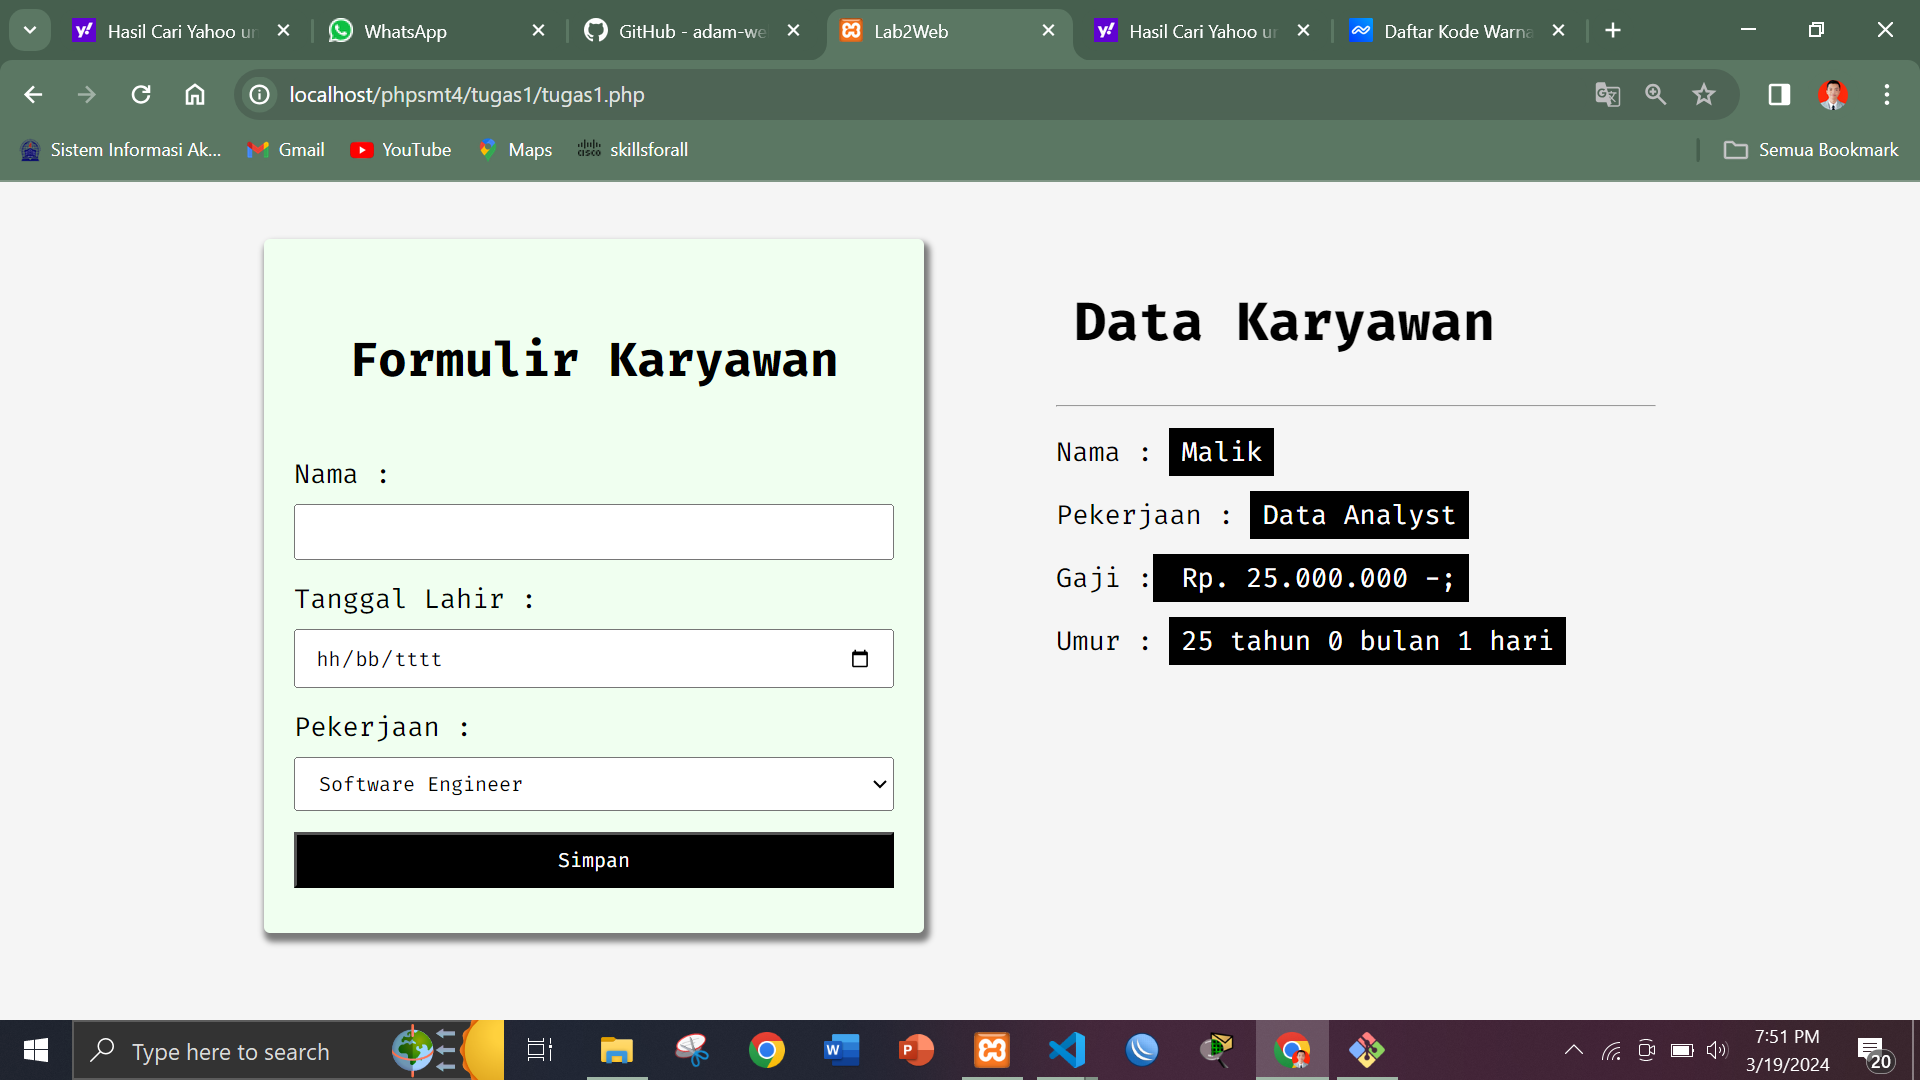 Hasil Cari Yahoo un
WhatsApp
GitHub - adam-we
Lab2Web
Hasil Cari Yahoo un
Daftar Kode Warna
localhost/phpsmt4/tugas1/tugas1.php
Sistem Informasi Ak...
Gmail
YouTube
Maps
skillsforall
Semua Bookmark
Formulir Karyawan
Nama :
Tanggal Lahir :
hh/bb/tttt
Pekerjaan :
Software Engineer
Simpan
Data Karyawan
Nama : Malik
Pekerjaan : Data Analyst
Gaji : Rp. 25.000.000 -;
Umur : 25 tahun 0 bulan 1 hari
Type here to search
7:51 PM
3/19/2024
20